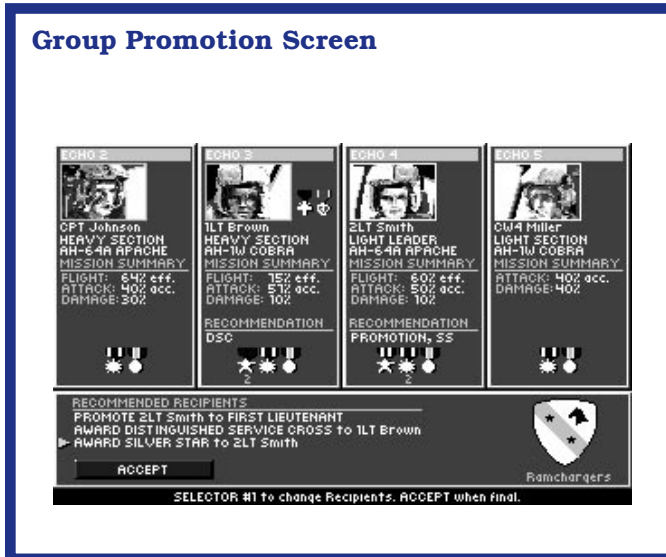 Group Promotion Screen
ECHO 2
CPT Johnson
HEAVY SECTION
AH-64A APACHE
MISSION SUMMARY
FLIGHT: 64% eff.
ATTACK: 40% acc.
DAMAGE: 30%
ECHO 3
1LT Brown
HEAVY SECTION
AH-1W COBRA
MISSION SUMMARY
FLIGHT: 75% eff.
ATTACK: 57% acc.
DAMAGE: 10%
RECOMMENDATION
DSC
2
ECHO 4
2LT Smith
LIGHT LEADER
AH-64A APACHE
MISSION SUMMARY
FLIGHT: 60% eff.
ATTACK: 50% acc.
DAMAGE: 10%
RECOMMENDATION
PROMOTION, SS
2
ECHO 5
CW4 Miller
LIGHT SECTION
AH-1W COBRA
MISSION SUMMARY
ATTACK: 40% acc.
DAMAGE: 40%
RECOMMENDED RECIPIENTS
PROMOTE 2LT Smith to FIRST LIEUTENANT
AWARD DISTINGUISHED SERVICE CROSS to 1LT Brown
AWARD SILVER STAR to 2LT Smith
ACCEPT
Ramchargers
SELECTOR #1 to change Recipients. ACCEPT when final.